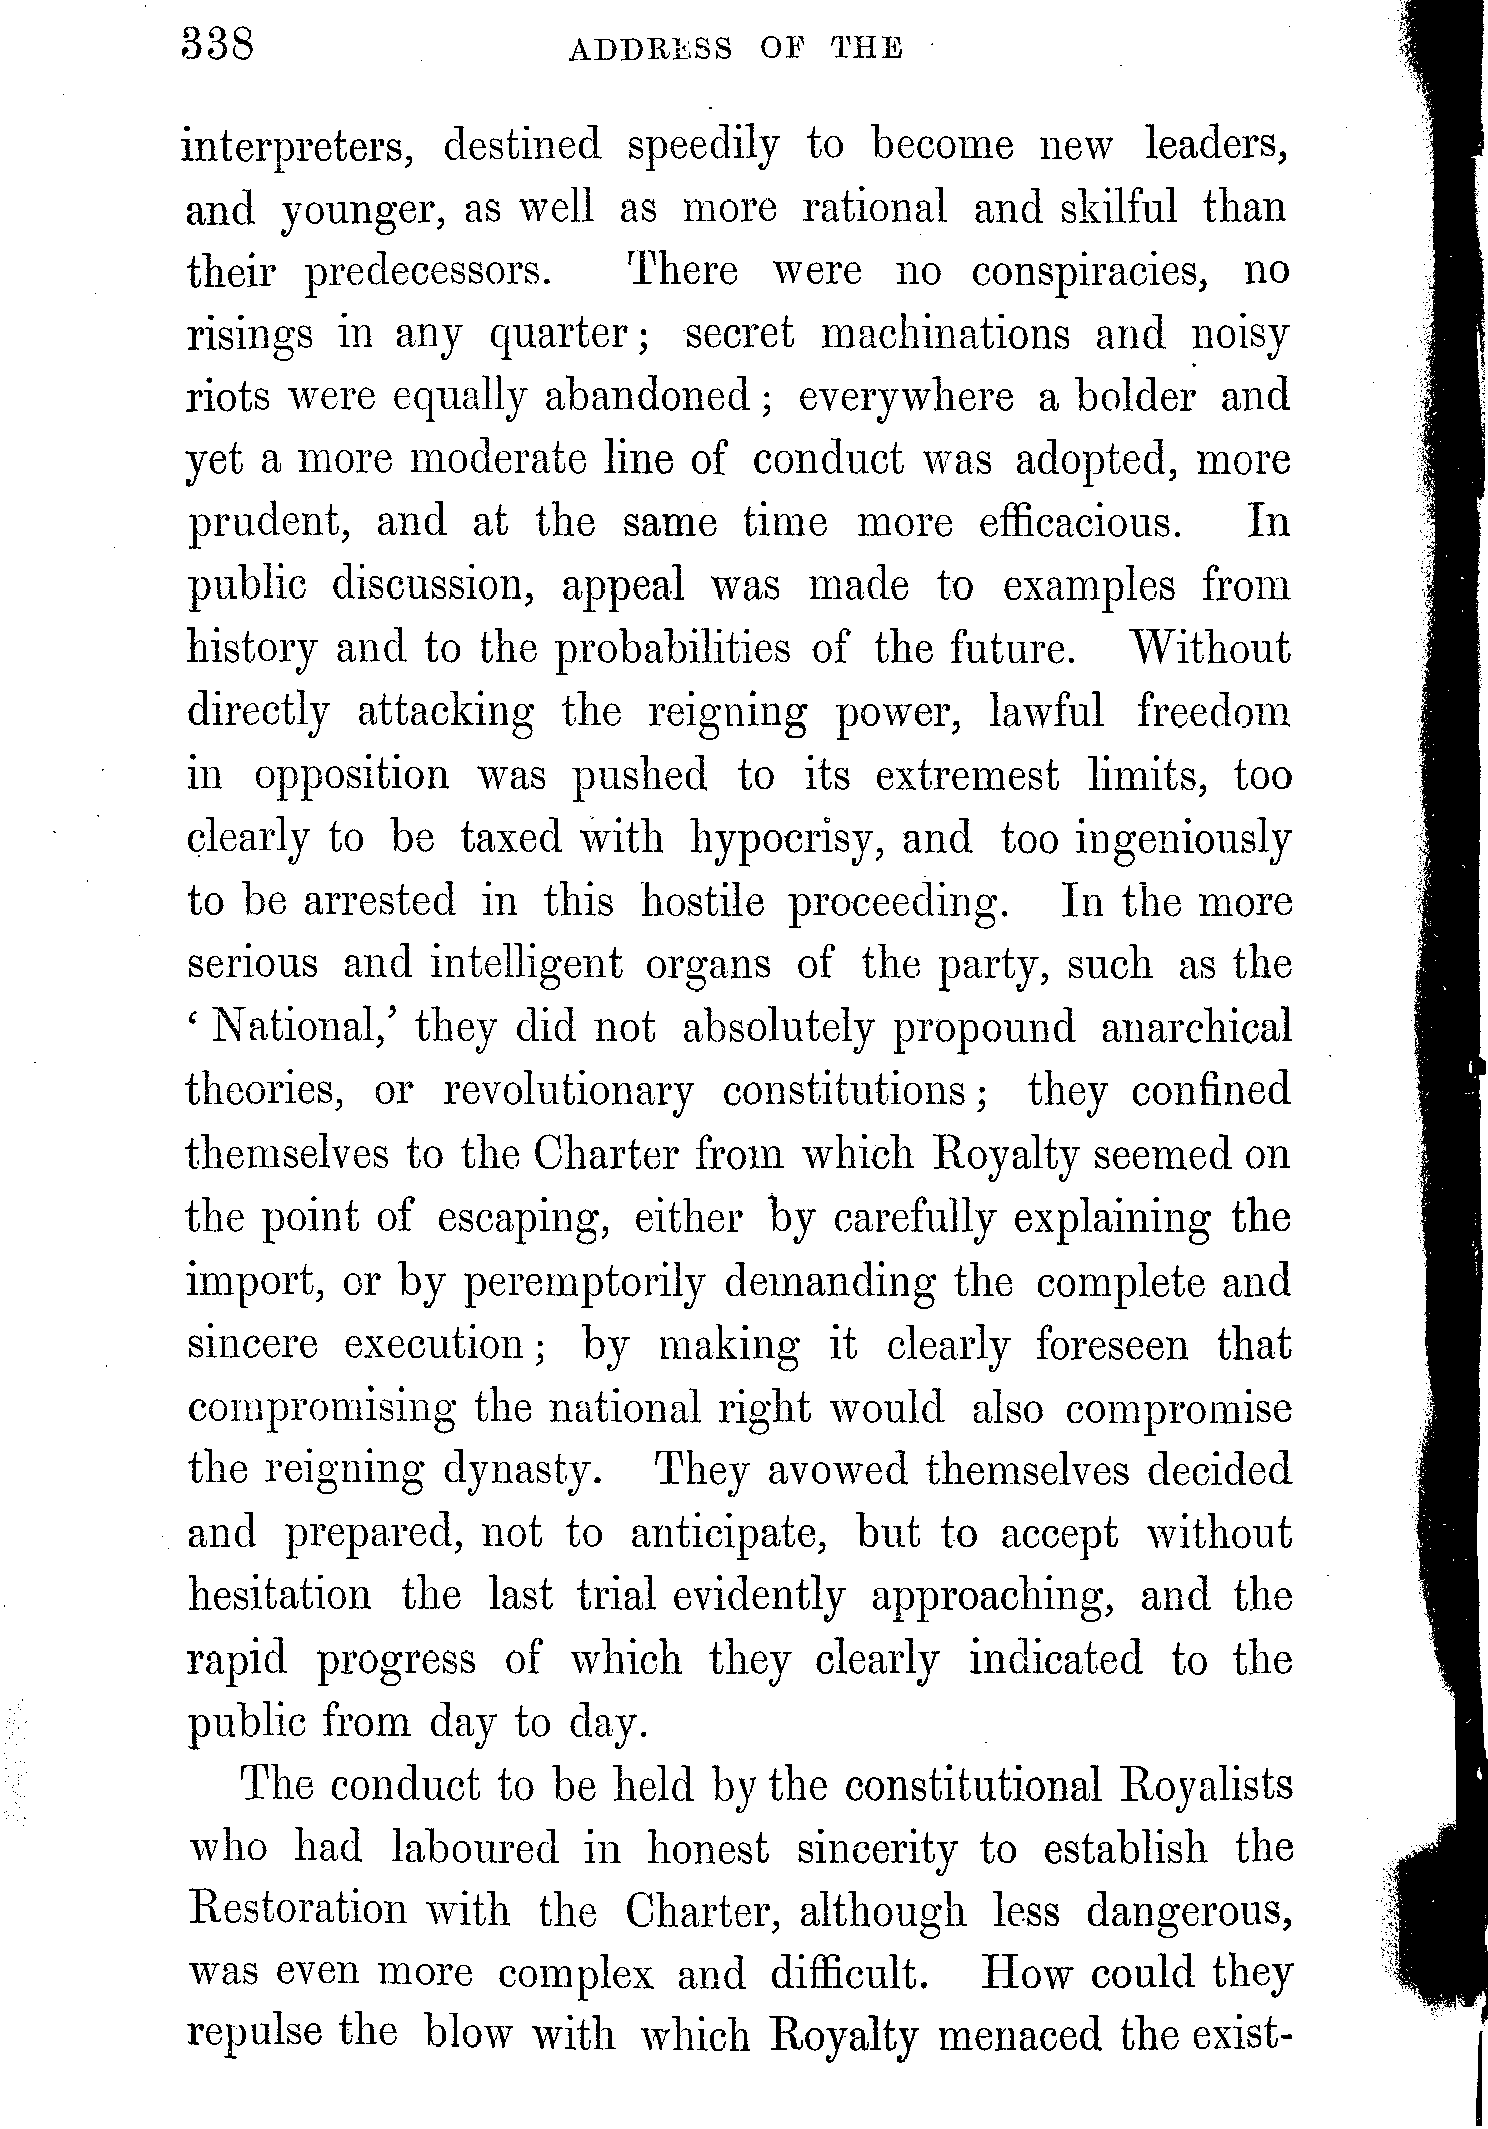 338 ADDRESS OF THE
interpreters, destined speedily to become new leaders,
and younger, as well as more rational and skilful than
their predecessors. There were no conspiracies, no
risings in any quarter; secret machinations and noisy
riots were equally abandoned; everywhere a bolder and
yet a more moderate line of conduct was adopted, more
prudent, and at the same time more efficacious. In
public discussion, appeal was made to examples from
history and to the probabilities of the future. Without
directly attacking the reigning power, lawful freedom
in opposition was pushed to its extremest limits, too
clearly to be taxed with hypocrisy, and too ingeniously
to be arrested in this hostile proceeding. In the more
serious and intelligent organs of the party, such as the
‘National,’ they did not absolutely propound anarchical
theories, or revolutionary constitutions; they confined
themselves to the Charter from which Royalty seemed on
the point of escaping, either by carefully explaining the
import, or by peremptorily demanding the complete and
sincere execution; by making it clearly foreseen that
compromising the national right would also compromise
the reigning dynasty. They avowed themselves decided
and prepared, not to anticipate, but to accept without
hesitation the last trial evidently approaching, and the
rapid progress of which they clearly indicated to the
public from day to day.
The conduct to be held by the constitutional Royalists
who had laboured in honest sincerity to establish the
Restoration with the Charter, although less dangerous,
was even more complex and difficult. How could they
repulse the blow with which Royalty menaced the exist-